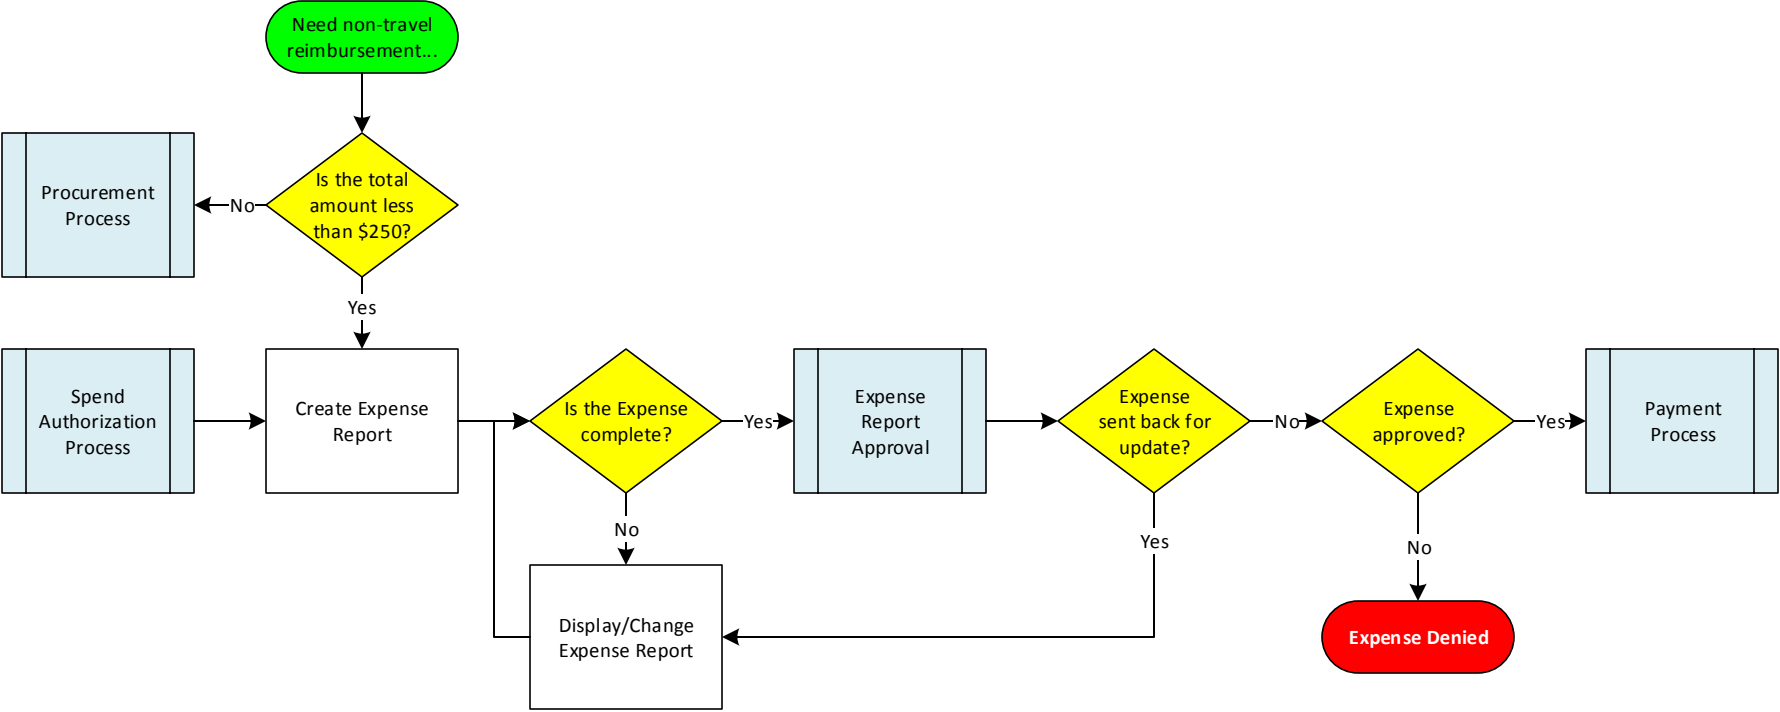 Need non-travel
reimbursement...
Procurement
Process
No
Is the total
amount less
than $250?
Yes
Spend
Authorization
Process
Create Expense
Report
Is the Expense
complete?
Yes
Expense
Report
Approval
Expense
sent back for
update?
No
Expense
approved?
Yes
Payment
Process
No
Yes
No
Display/Change
Expense Report
Expense Denied